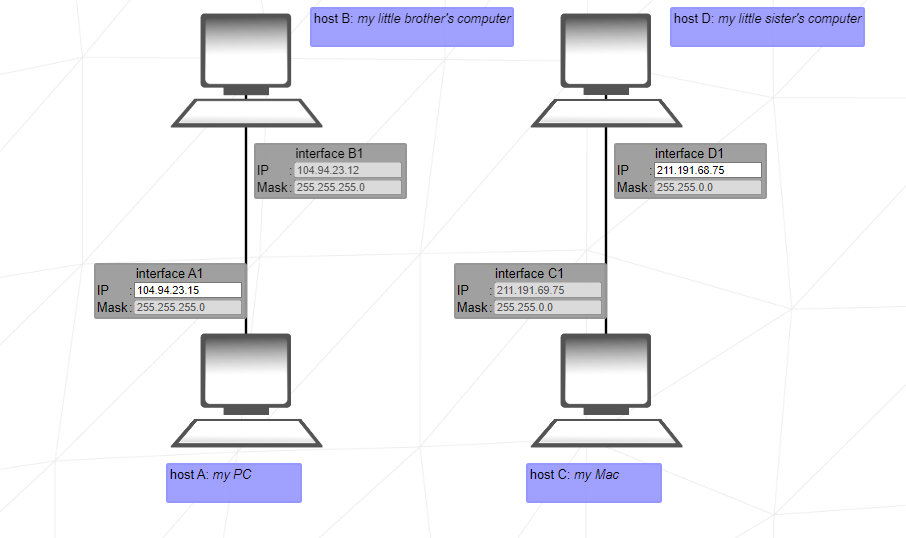 host B: my little brother's computer
host D: my little sister's computer
interface B1
IP : 104.94.23.12
Mask : 255.255.255.0
interface D1
IP : 211.191.68.75
Mask : 255.255.0.0
interface A1
IP : 104.94.23.15
Mask : 255.255.255.0
interface C1
IP : 211.191.69.75
Mask : 255.255.0.0
host A: my PC
host C: my Mac